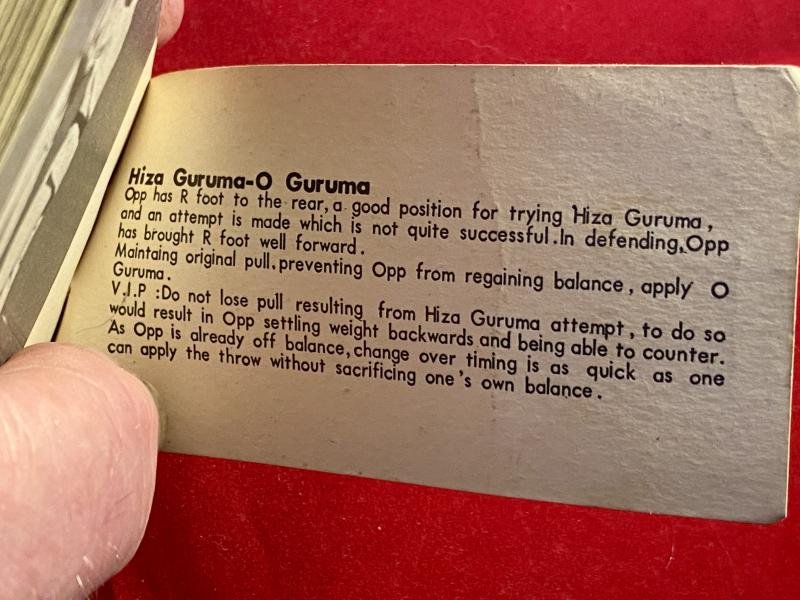 Hiza Guruma-O Guruma
Opp has R foot to the rear, a good position for trying Hiza Guruma,
and an attempt is made which is not quite successful.In defending,Opp
has brought R foot well forward.
Maintaing original pull,preventing Opp from regaining balance, apply O
Guruma.
V.I.P :Do not lose pull resulting from Hiza Guruma attempt, to do so
would result in Opp settling weight backwards and being able to counter.
As Opp is already off balance,change over timing is as quick as one
can apply the throw without sacrificing one's own balance.